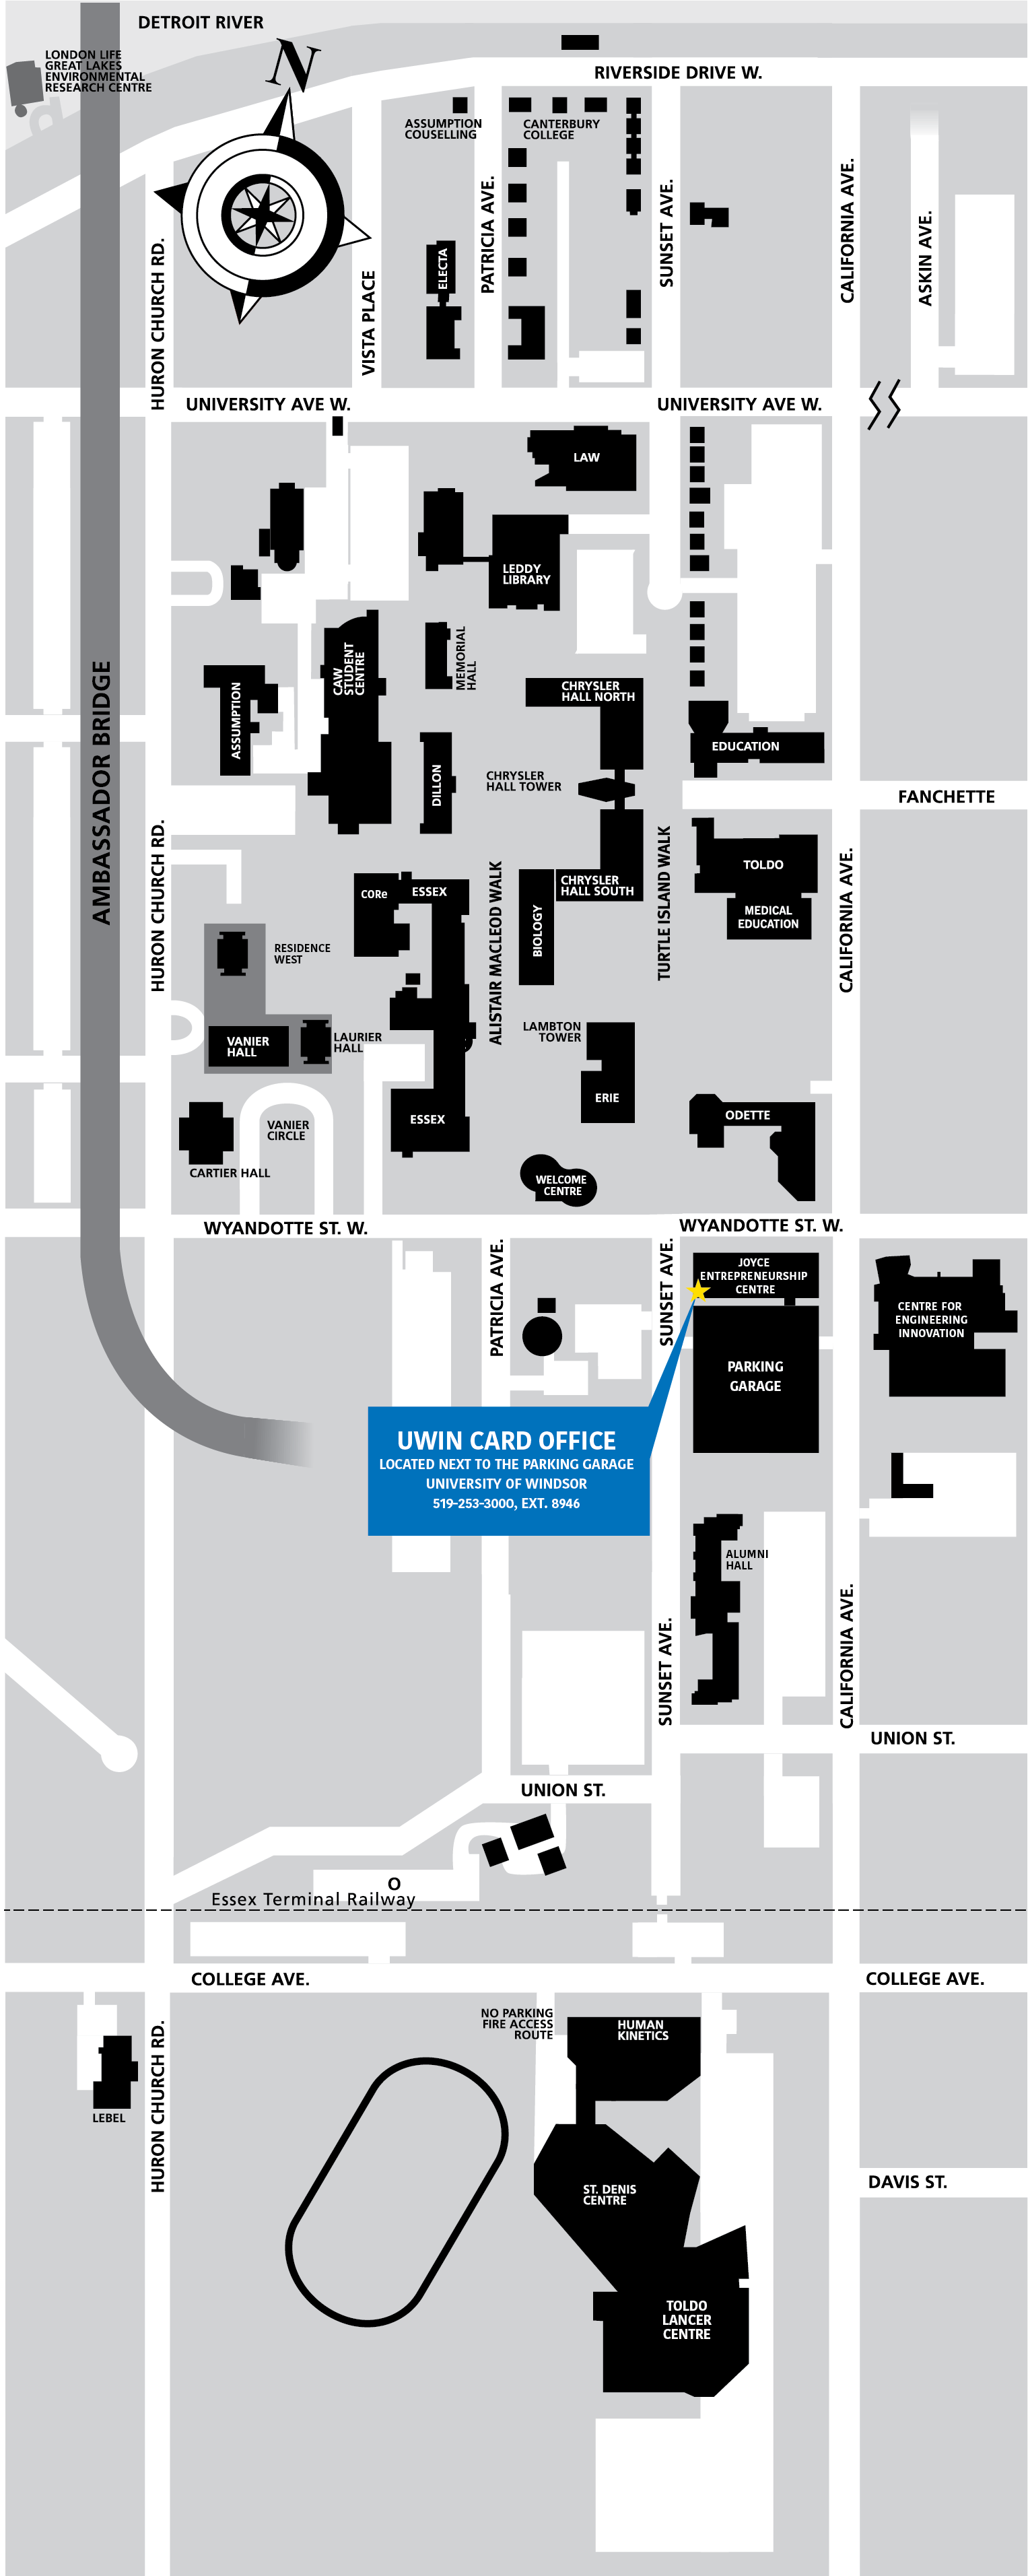 DETROIT RIVER
LONDON LIFE
GREAT LAKES
ENVIRONMENTAL
RESEARCH CENTRE
N
RIVERSIDE DRIVE W.
ASSUMPTION
COUSELLING
CANTERBURY
COLLEGE
HURON CHURCH RD.
VISTA PLACE
ELECTA
PATRICIA AVE.
SUNSET AVE.
CALIFORNIA AVE.
ASKIN AVE.
UNIVERSITY AVE W.
UNIVERSITY AVE W.
LAW
LEDDY
LIBRARY
AMBASSADOR BRIDGE
ASSUMPTION
CAW
STUDENT
CENTRE
MEMORIAL
HALL
CHRYSLER
HALL NORTH
EDUCATION
DILLON
CHRYSLER
HALL TOWER
FANCHETTE
HURON CHURCH RD.
CORe
ESSEX
ALISTAIR MACLEOD WALK
BIOLOGY
CHRYSLER
HALL SOUTH
TURTLE ISLAND WALK
TOLDO
MEDICAL
EDUCATION
CALIFORNIA AVE.
RESIDENCE
WEST
VANIER
HALL
LAURIER
HALL
LAMBTON
TOWER
ERIE
ESSEX
ODETTE
VANIER
CIRCLE
CARTIER HALL
WELCOME
CENTRE
WYANDOTTE ST. W.
WYANDOTTE ST. W.
PATRICIA AVE.
SUNSET AVE.
JOYCE
ENTREPRENEURSHIP
CENTRE
CENTRE FOR
ENGINEERING
INNOVATION
PARKING
GARAGE
UWIN CARD OFFICE
LOCATED NEXT TO THE PARKING GARAGE
UNIVERSITY OF WINDSOR
519-253-3000, EXT. 8946
ALUMNI
HALL
SUNSET AVE.
CALIFORNIA AVE.
UNION ST.
UNION ST.
O
Essex Terminal Railway
COLLEGE AVE.
COLLEGE AVE.
NO PARKING
FIRE ACCESS
ROUTE
HUMAN
KINETICS
LEBEL
HURON CHURCH RD.
ST. DENIS
CENTRE
DAVIS ST.
TOLDO
LANCER
CENTRE